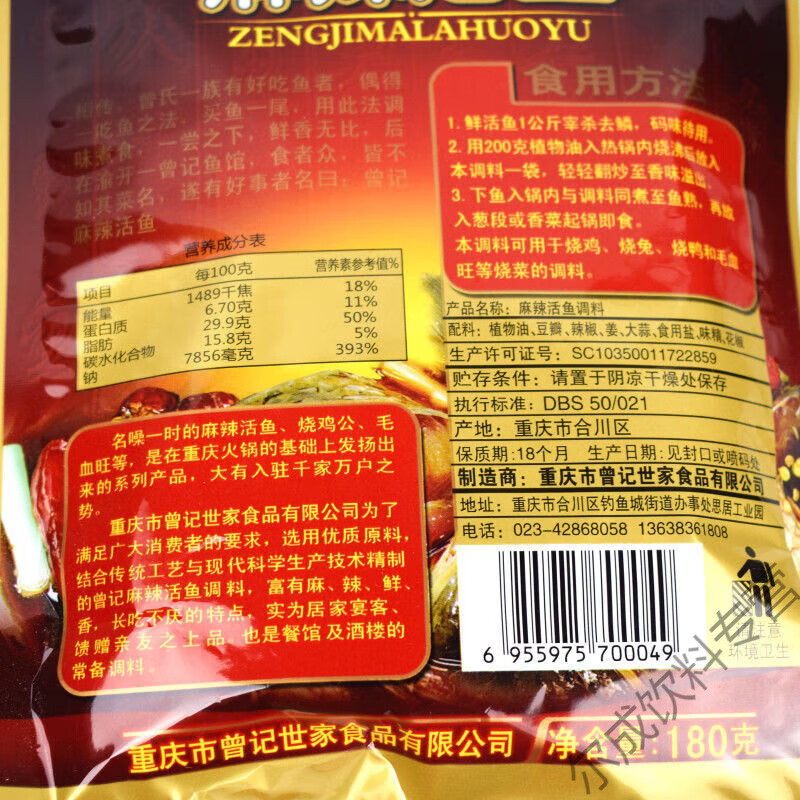 ZENGJIMALAHUOYU
相传，曾氏一族有好吃鱼者，偶得
一吃鱼之法，买鱼一尾，用此法调
味煮食，一尝之下，鲜香无比，后
在渝开一曾记鱼馆，食者众，皆不
知其菜名，遂有好事者名曰：曾记
麻辣活鱼
食用方法
1. 鲜活鱼1公斤宰杀去鳞，码味待用。
2. 用200克植物油入热锅内烧沸后放入
本调料一袋，轻轻翻炒至香味溢出。
3. 下鱼入锅内与调料同煮至鱼熟，再放
入葱段或香菜起锅即食。
本调料可用于烧鸡、烧兔、烧鸭和毛血
旺等烧菜的调料。
营养成分表
项目 每100克 营养素参考值%
能量 1489千焦 18%
蛋白质 6.70克 11%
脂肪 29.9克 50%
碳水化合物 15.8克 5%
钠 7856毫克 393%
产品名称：麻辣活鱼调料
配料：植物油、豆瓣、辣椒、姜、大蒜、食用盐、味精、花椒
生产许可证号：SC10350011722859
贮存条件：请置于阴凉干燥处保存
执行标准：DBS 50/021
产地：重庆市合川区
保质期:18个月 生产日期:见封口或喷码处
制造商：重庆市曾记世家食品有限公司
地址：重庆市合川区钓鱼城街道办事处思居工业园
电话：023-42868058 13638361808
名噪一时的麻辣活鱼、烧鸡公、毛
血旺等，是在重庆火锅的基础上发扬出
来的系列产品，大有入驻千家万户之
势。
重庆市曾记世家食品有限公司为了
满足广大消费者的要求，选用优质原料，
结合传统工艺与现代科学生产技术精制
的曾记麻辣活鱼调料，富有麻、辣、鲜、
香，长吃不厌的特点，实为居家宴客、
馈赠亲友之上品。也是餐馆及酒楼的
常备调料。
6 955975 700049
请注意
环境卫生
重庆市曾记世家食品有限公司
净含量:180克
尔成饮料专营